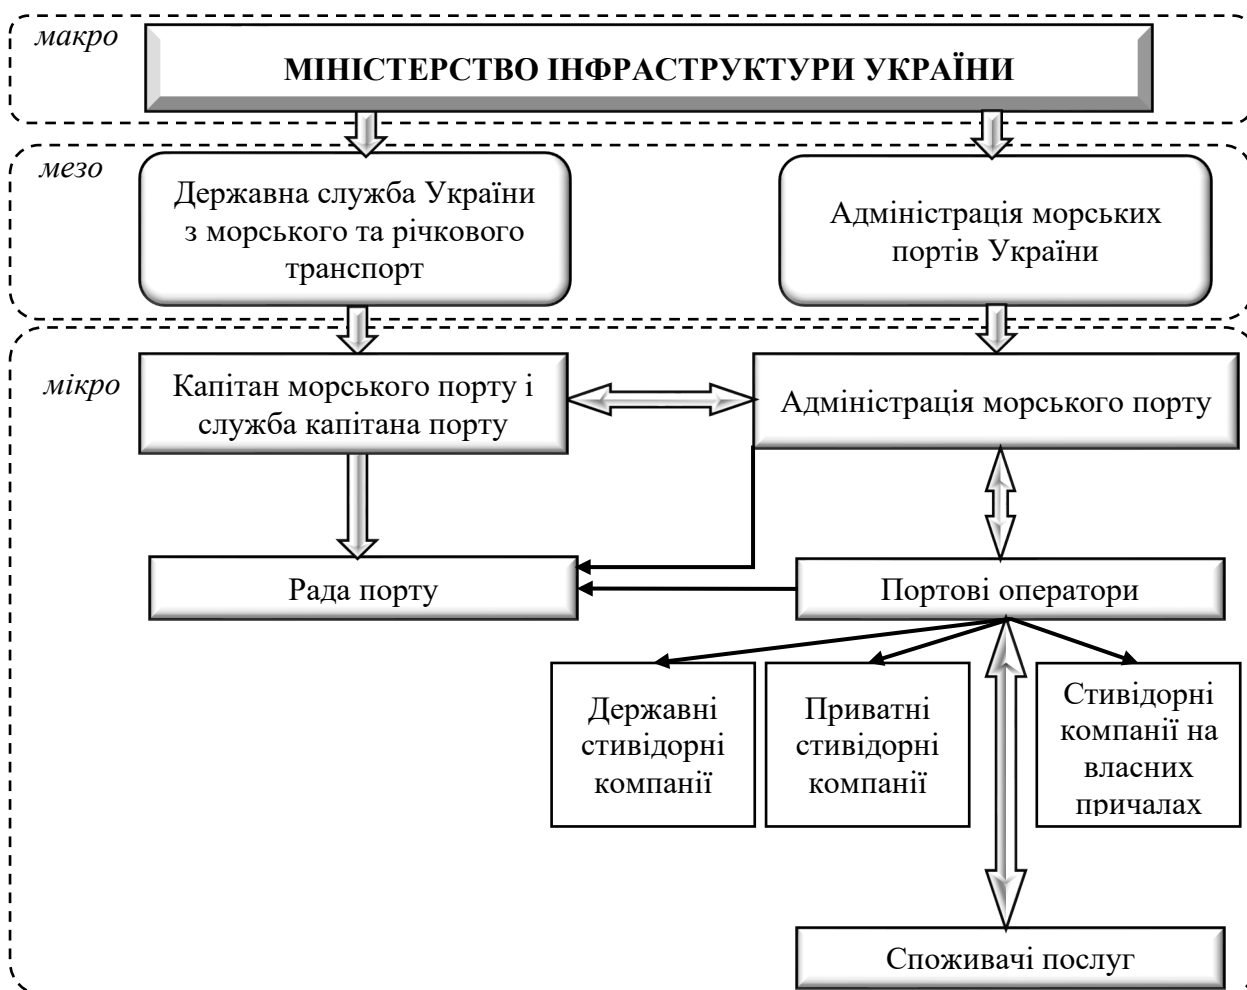 макро
МІНІСТЕРСТВО ІНФРАСТРУКТУРИ УКРАЇНИ
мезо
Державна служба України
з морського та річкового
транспорт
Адміністрація морських
портів України
мікро
Капітан морського порту і
служба капітана порту
Адміністрація морського порту
Рада порту
Портові оператори
Державні
стивідорні
компанії
Приватні
стивідорні
компанії
Стивідорні
компанії на
власних
причалах
Споживачі послуг